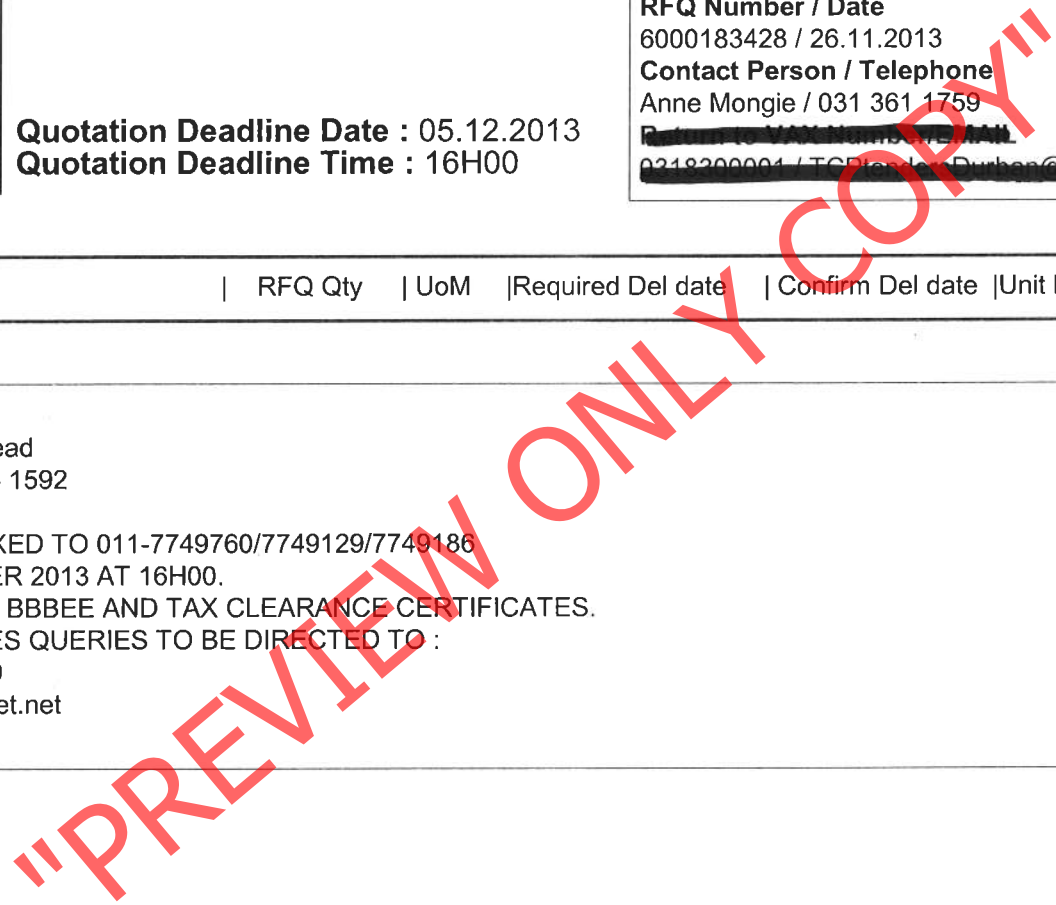 RFQ Number / Date
6000183428 / 26.11.2013
Contact Person / Telephone
Anne Mongie / 031 361 1759
Quotation Deadline Date : 05.12.2013
Quotation Deadline Time : 16H00
| RFQ Qty | UoM |Required Del date | Confirm Del date |Unit
ead
1592
XED TO 011-7749760/7749129/7749186
ER 2013 AT 16H00.
BBBEE AND TAX CLEARANCE CERTIFICATES.
ES QUERIES TO BE DIRECTED TO :
et.net
"PREVIEW ONLY COPY"